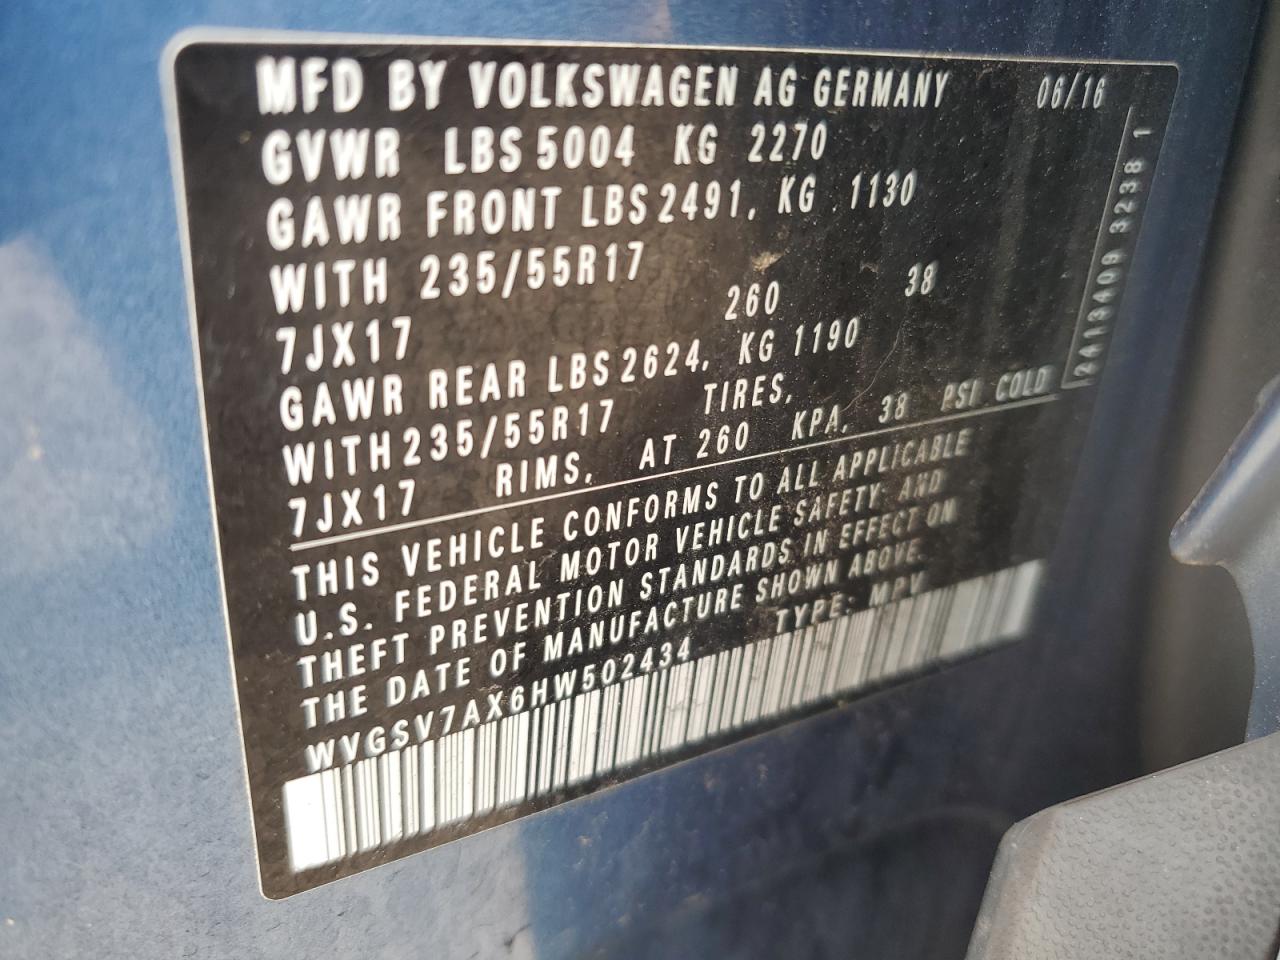 MFD BY VOLKSWAGEN AG GERMANY 06/16
GVWR LBS 5004 KG 2270
GAWR FRONT LBS 2491, KG 1130
WITH 235/55R17
7JX17 260 38
GAWR REAR LBS 2624, KG 1190
WITH 235/55R17 TIRES,
7JX17 RIMS, AT 260 KPA, 38 PSI COLD
THIS VEHICLE CONFORMS TO ALL APPLICABLE
U.S. FEDERAL MOTOR VEHICLE SAFETY AND
THEFT PREVENTION STANDARDS IN EFFECT ON
THE DATE OF MANUFACTURE SHOWN ABOVE.
WVGSV7AX6HW502434 TYPE: MPV
2413409 3238 1